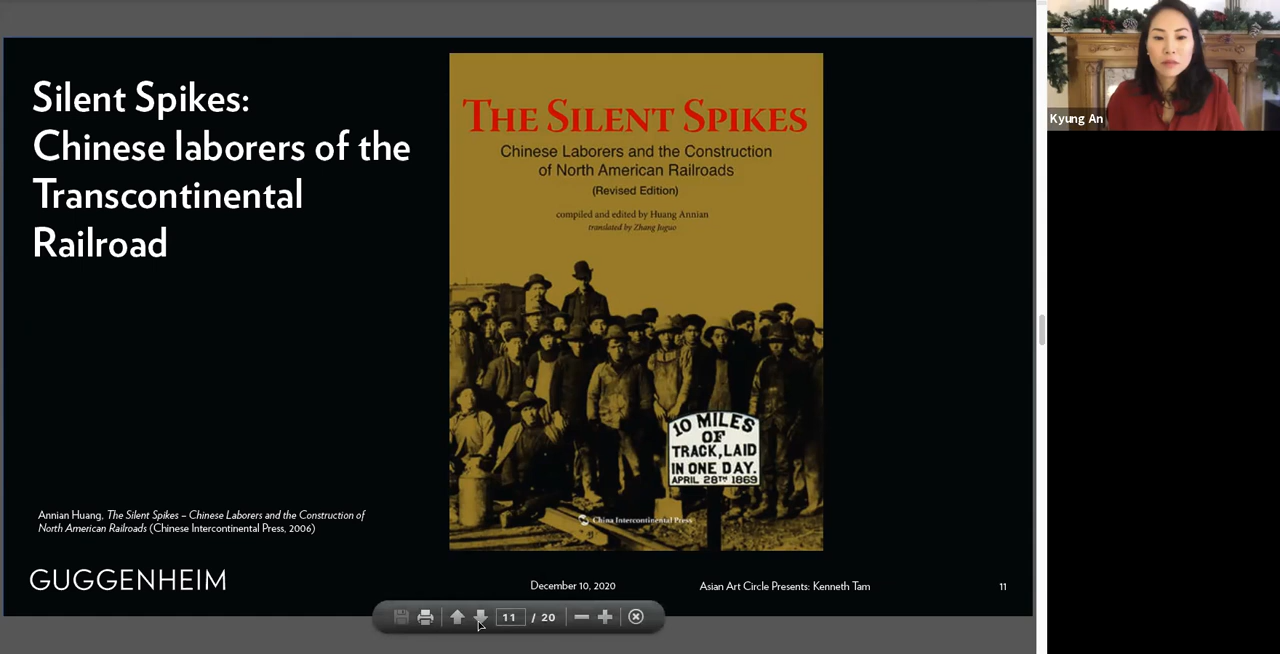 Silent Spikes:
Chinese laborers of the
Transcontinental
Railroad
THE SILENT SPIKES
Chinese Laborers and the Construction
of North American Railroads
(Revised Edition)
compiled and edited by Huang Annian
translated by Zhang Juguo
10 MILES
OF
TRACK, LAID
IN ONE DAY.
APRIL 28TH 1869
China Intercontinental Press
Annian Huang, The Silent Spikes – Chinese Laborers and the Construction of
North American Railroads (Chinese Intercontinental Press, 2006)
GUGGENHEIM
December 10, 2020
Asian Art Circle Presents: Kenneth Tam
11
11 / 20
Kyung An